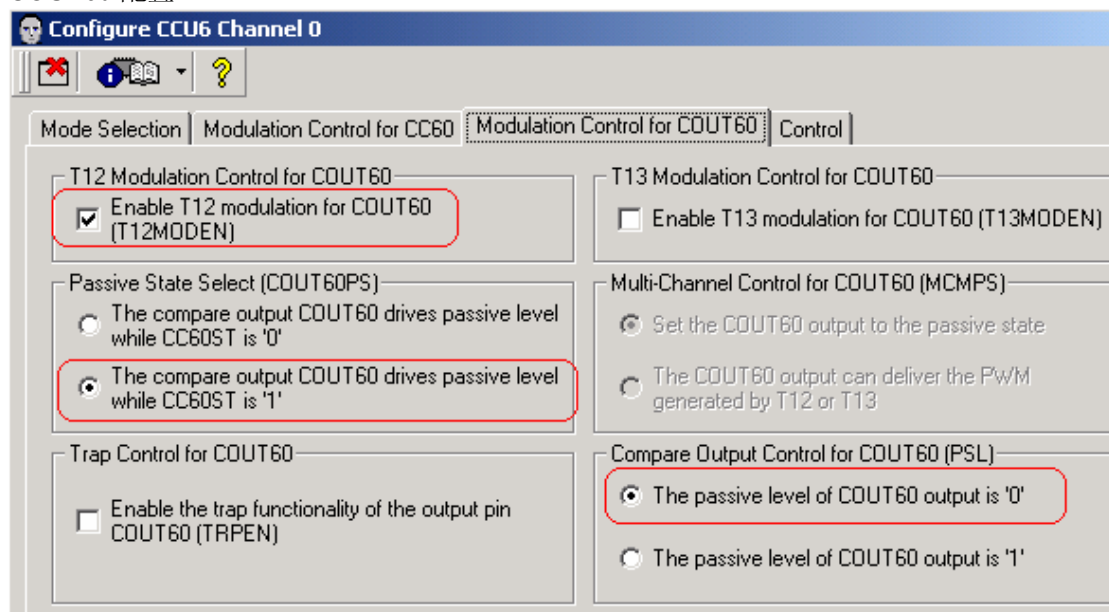 Configure CCU6 Channel 0
Mode Selection
Modulation Control for CC60
Modulation Control for COUT60
Control
T12 Modulation Control for COUT60
Enable T12 modulation for COUT60
(T12MODEN)
T13 Modulation Control for COUT60
Enable T13 modulation for COUT60 (T13MODEN)
Passive State Select (COUT60PS)
The compare output COUT60 drives passive level
while CC60ST is '0'
The compare output COUT60 drives passive level
while CC60ST is '1'
Multi-Channel Control for COUT60 (MCMPS)
Set the COUT60 output to the passive state
The COUT60 output can deliver the PWM
generated by T12 or T13
Trap Control for COUT60
Enable the trap functionality of the output pin
COUT60 (TRPEN)
Compare Output Control for COUT60 (PSL)
The passive level of COUT60 output is '0'
The passive level of COUT60 output is '1'